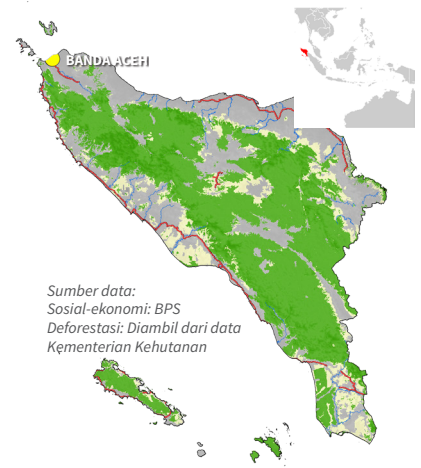 BANDA ACEH
Sumber data:
Sosial-ekonomi: BPS
Deforestasi: Diambil dari data
Kementerian Kehutanan